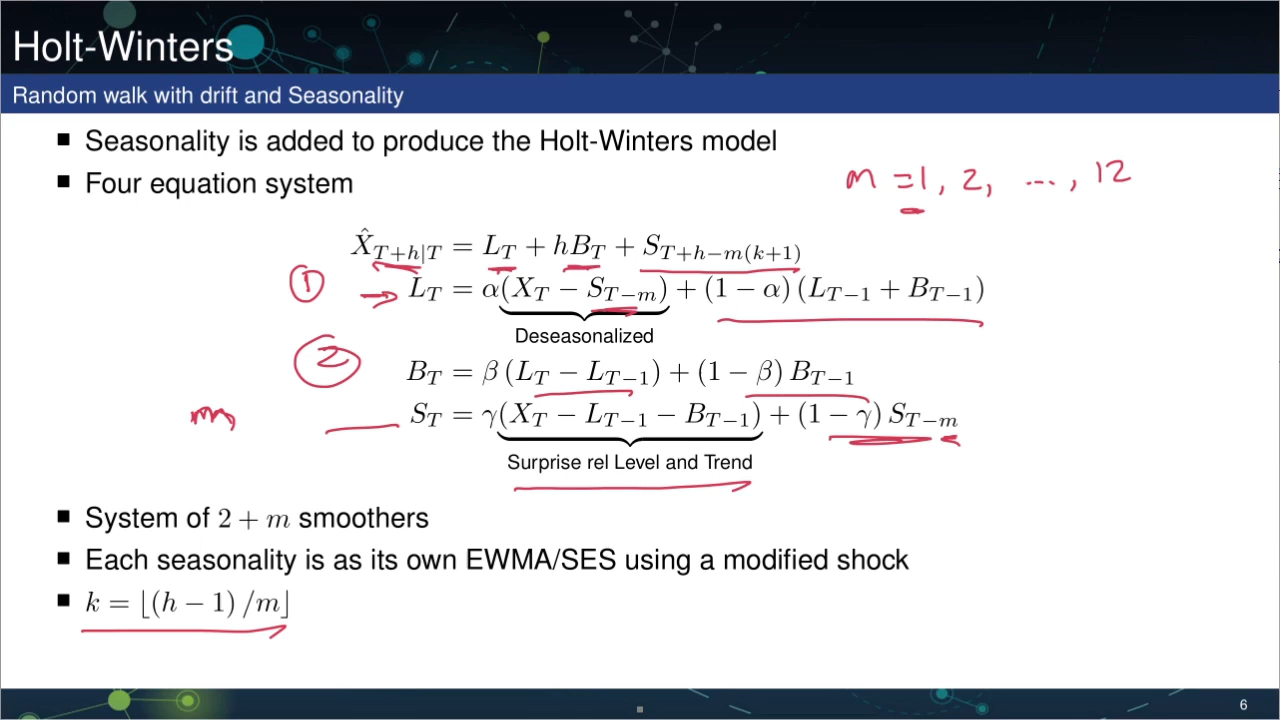 Holt-Winters
Random walk with drift and Seasonality
■ Seasonality is added to produce the Holt-Winters model
■ Four equation system
m = 1, 2, ..., 12
X̂_{T+h|T} = L_T + hB_T + S_{T+h−m(k+1)}
① L_T = α(X_T − S_{T−m}) + (1 − α) (L_{T−1} + B_{T−1})
Deseasonalized
② B_T = β (L_T − L_{T−1}) + (1 − β) B_{T−1}
m S_T = γ(X_T − L_{T−1} − B_{T−1}) + (1 − γ) S_{T−m}
Surprise rel Level and Trend
■ System of 2 + m smoothers
■ Each seasonality is as its own EWMA/SES using a modified shock
■ k = ⌊(h − 1) /m⌋
6